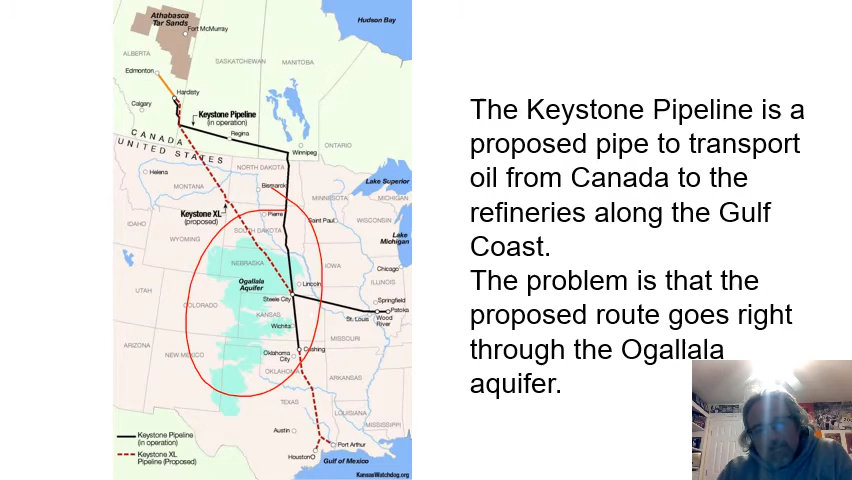 Athabasca
Tar Sands
Fort McMurray
Hudson Bay
ALBERTA
SASKATCHEWAN
MANITOBA
Edmonton
Hardisty
Calgary
Keystone Pipeline
(in operation)
Regina
Winnipeg
ONTARIO
CANADA
UNITED STATES
Helena
MONTANA
NORTH DAKOTA
Bismarck
Lake Superior
MINNESOTA
MICHIGAN
Keystone XL
(proposed)
Pierre
Saint Paul
WISCONSIN
IDAHO
SOUTH DAKOTA
WYOMING
Lake
Michigan
NEBRASKA
IOWA
Chicago
Ogallala
Aquifer
Lincoln
ILLINOIS
UTAH
Steele City
Springfield
COLORADO
KANSAS
St. Louis
Wood
River
Patoka
Wichita
MISSOURI
ARIZONA
NEW MEXICO
Oklahoma
City
Cushing
OKLAHOMA
ARKANSAS
TEXAS
LOUISIANA
MISSISSIPPI
Austin
Port Arthur
Houston
Gulf of Mexico
Keystone Pipeline
(in operation)
Keystone XL
Pipeline (Proposed)
KansasWatchdog.org
The Keystone Pipeline is a
proposed pipe to transport
oil from Canada to the
refineries along the Gulf
Coast.
The problem is that the
proposed route goes right
through the Ogallala
aquifer.